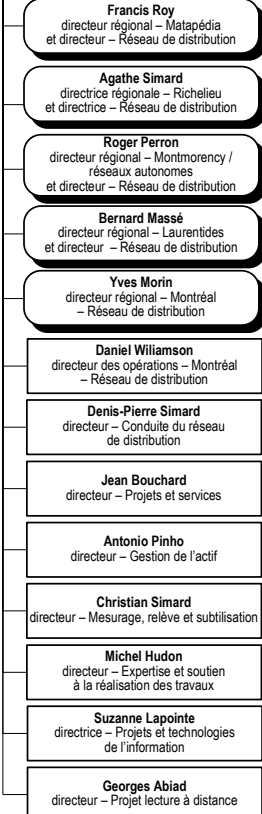 Francis Roy
directeur régional – Matapédia
et directeur – Réseau de distribution
Agathe Simard
directrice régionale – Richelieu
et directrice – Réseau de distribution
Roger Perron
directeur régional – Montmorency /
réseaux autonomes
et directeur – Réseau de distribution
Bernard Massé
directeur régional – Laurentides
et directeur – Réseau de distribution
Yves Morin
directeur régional – Montréal
– Réseau de distribution
Daniel Wiliamson
directeur des opérations – Montréal
– Réseau de distribution
Denis-Pierre Simard
directeur – Conduite du réseau
de distribution
Jean Bouchard
directeur – Projets et services
Antonio Pinho
directeur – Gestion de l'actif
Christian Simard
directeur – Mesurage, relève et subtilisation
Michel Hudon
directeur – Expertise et soutien
à la réalisation des travaux
Suzanne Lapointe
directrice – Projets et technologies
de l'information
Georges Abiad
directeur – Projet lecture à distance